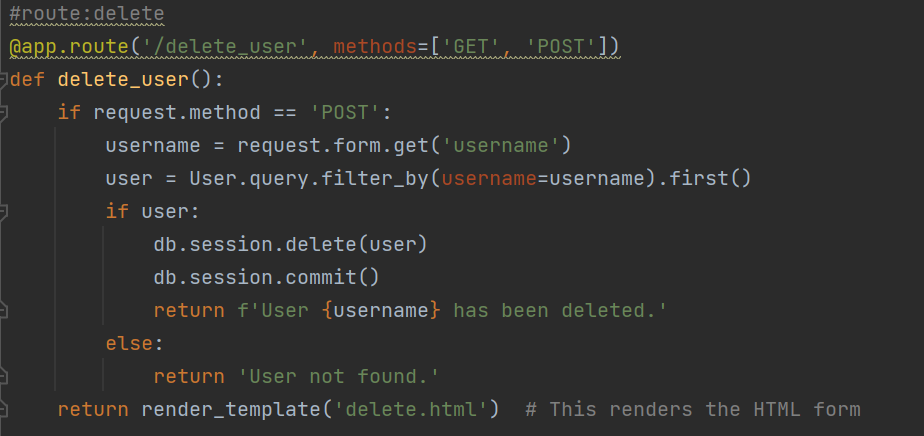 #route:delete
@app.route('/delete_user', methods=['GET', 'POST'])
def delete_user():
    if request.method == 'POST':
        username = request.form.get('username')
        user = User.query.filter_by(username=username).first()
        if user:
            db.session.delete(user)
            db.session.commit()
            return f'User {username} has been deleted.'
        else:
            return 'User not found.'
    return render_template('delete.html')  # This renders the HTML form